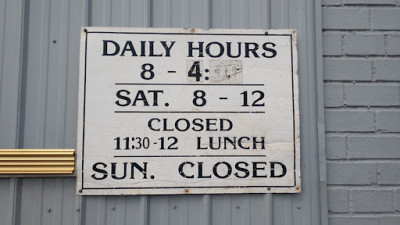 DAILY HOURS
8 - 4:
SAT. 8 - 12
CLOSED
11:30-12 LUNCH
SUN. CLOSED